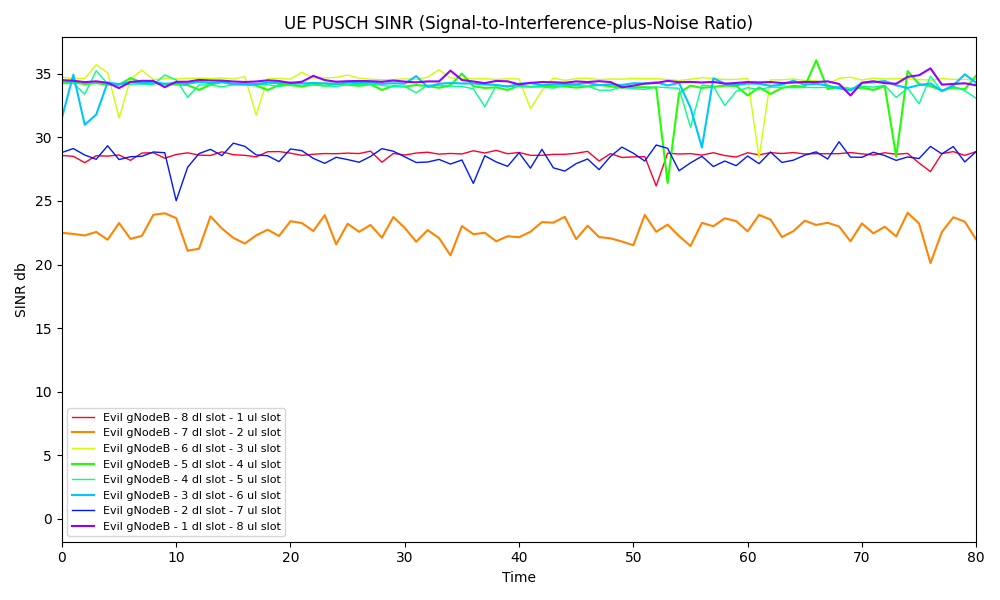 UE PUSCH SINR (Signal-to-Interference-plus-Noise Ratio)
35
30
25
20
15
10
5
0
SINR db
Evil gNodeB - 8 dl slot - 1 ul slot
Evil gNodeB - 7 dl slot - 2 ul slot
Evil gNodeB - 6 dl slot - 3 ul slot
Evil gNodeB - 5 dl slot - 4 ul slot
Evil gNodeB - 4 dl slot - 5 ul slot
Evil gNodeB - 3 dl slot - 6 ul slot
Evil gNodeB - 2 dl slot - 7 ul slot
Evil gNodeB - 1 dl slot - 8 ul slot
0 10 20 30 40 50 60 70 80
Time